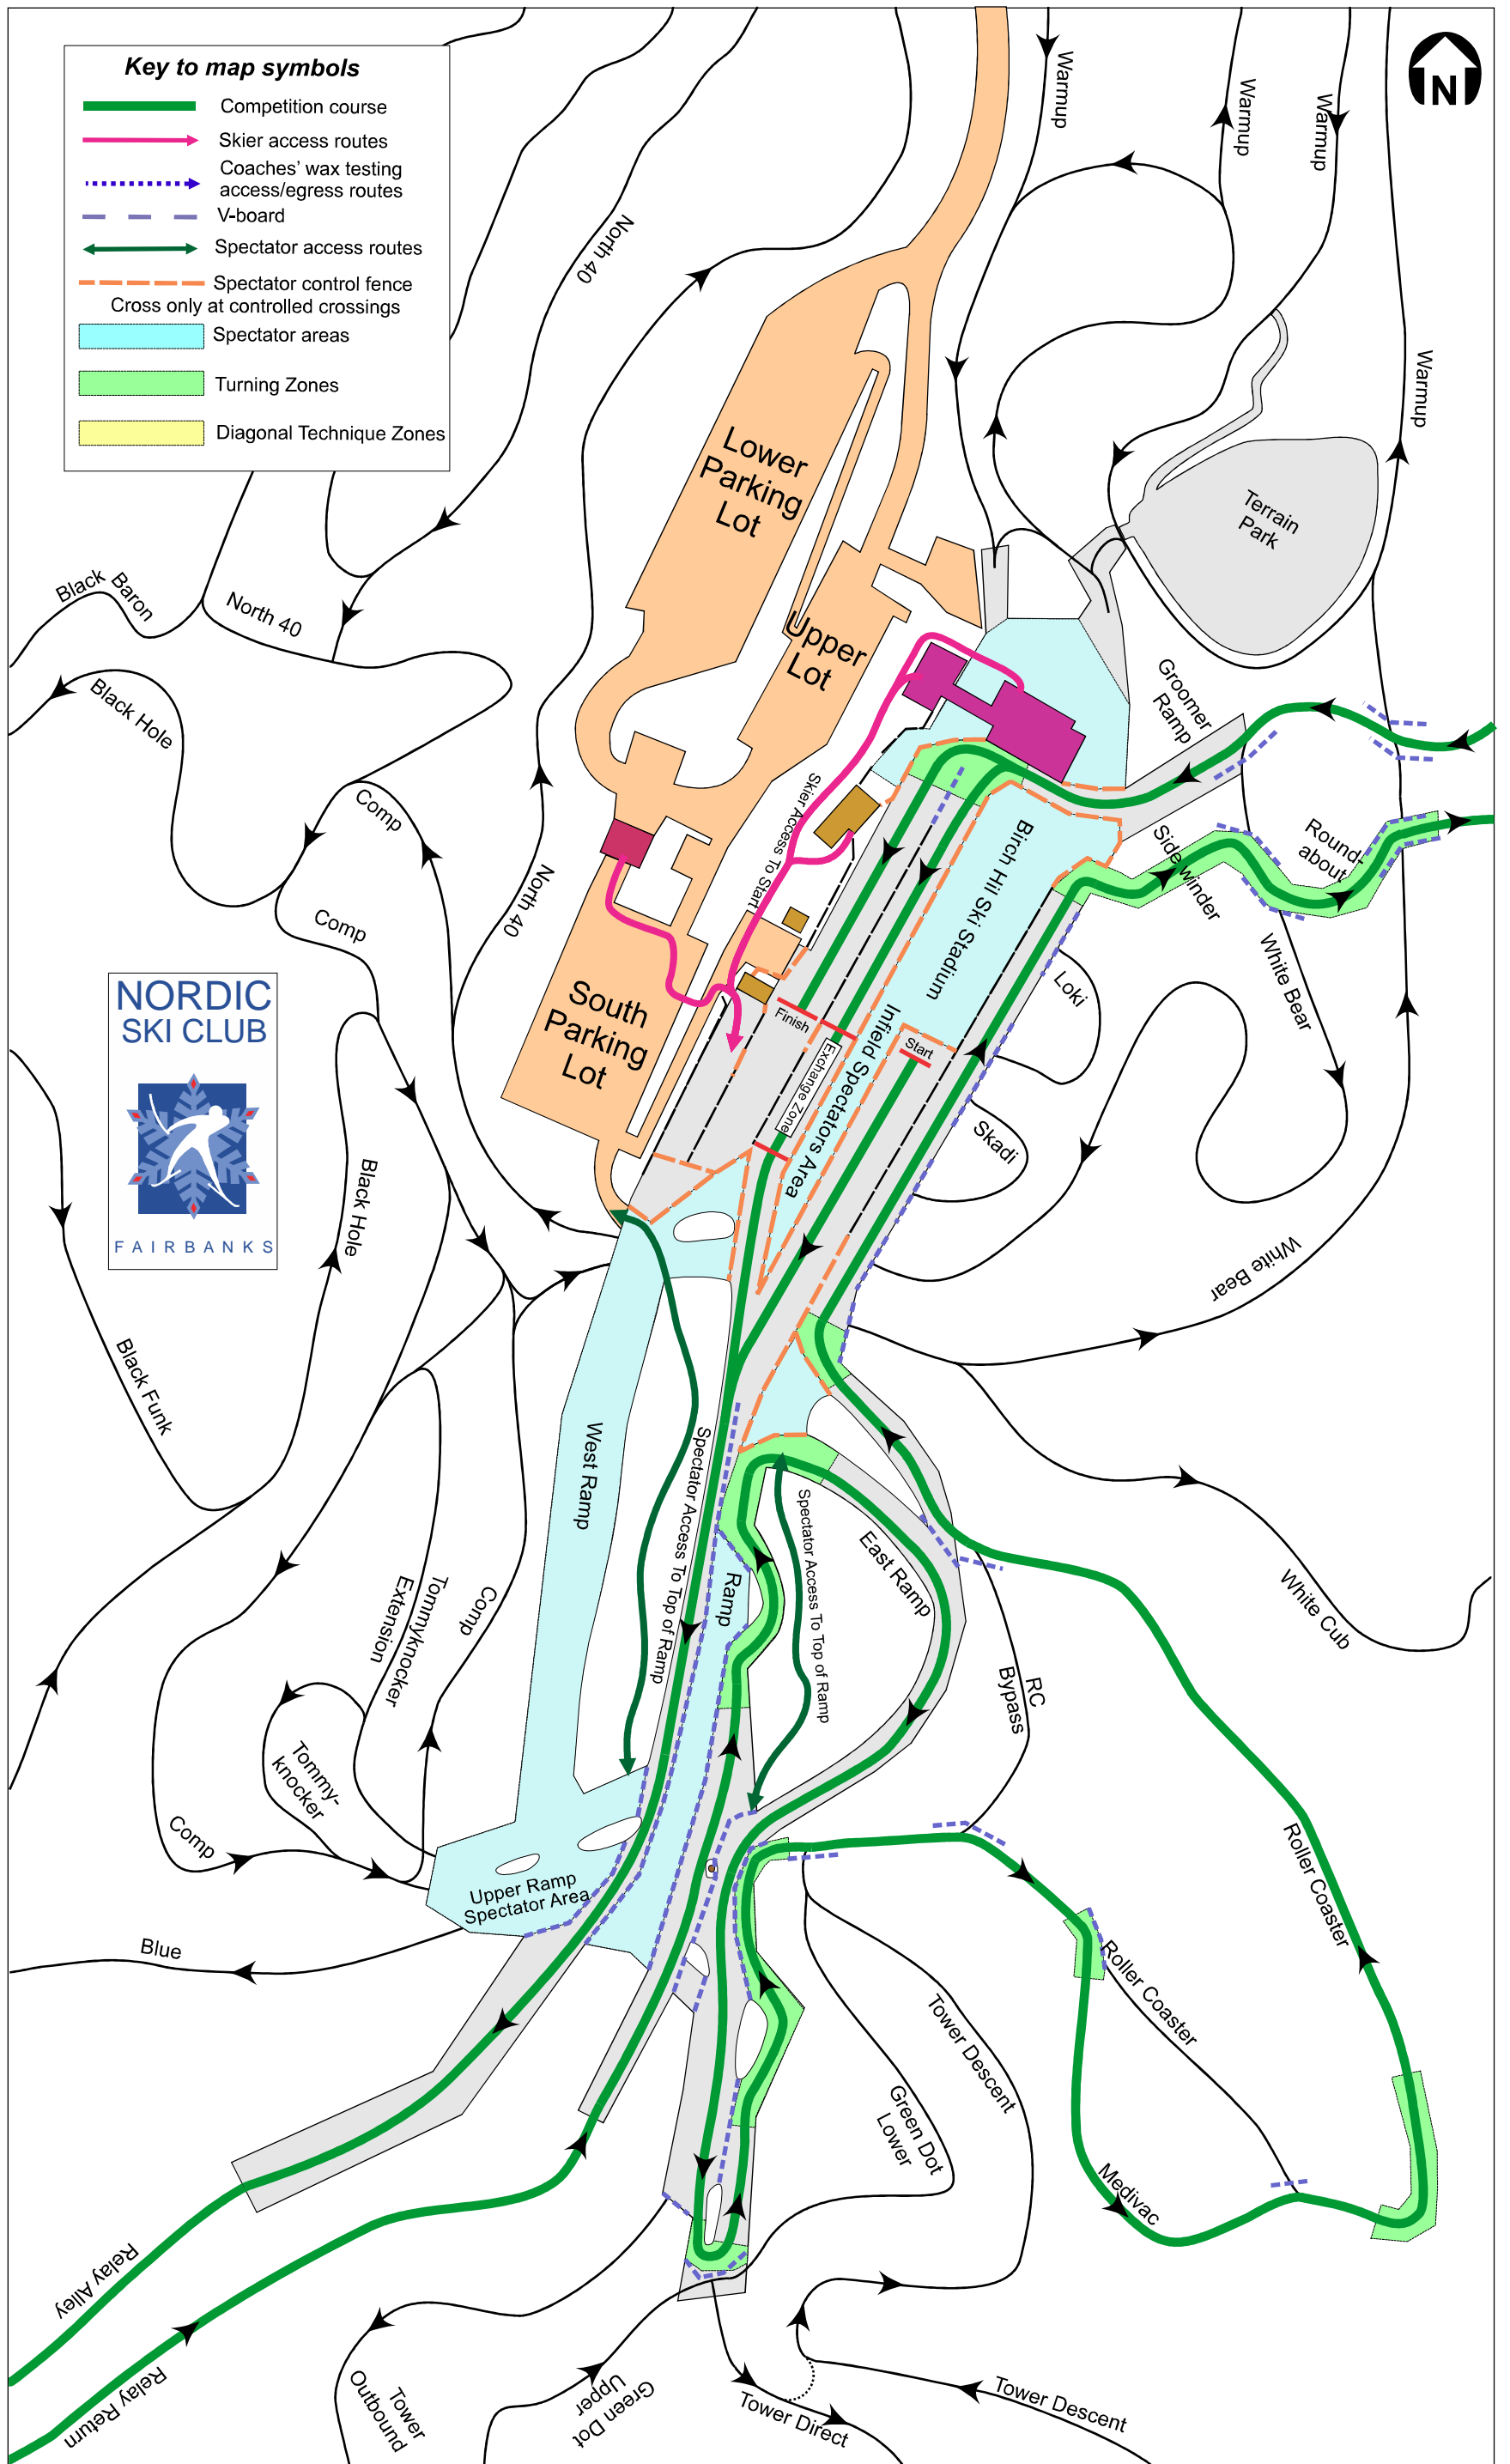 Key to map symbols
Competition course
Skier access routes
Coaches' wax testing
access/egress routes
V-board
Spectator access routes
Spectator control fence
Cross only at controlled crossings
Spectator areas
Turning Zones
Diagonal Technique Zones
N
Warmup
Warmup
Warmup
Warmup
North 40
Lower
Parking
Lot
Terrain
Park
Black Baron
North 40
Upper
Lot
Black Hole
Groomer
Ramp
Comp
Skier Access To Start
Birch Hil Ski Stadium
Side winder
Round-
about
North 40
Comp
White Bear
Loki
NORDIC
SKI CLUB
FAIRBANKS
South
Parking
Lot
Finish
Exchange Zone
Start
Infield Spectators Area
Skadi
Black Hole
White Bear
Black Funk
West Ramp
Spectator Access To Top of Ramp
Spectator Access To Top of Ramp
East Ramp
Ramp
Tommyknocker
Extension
Comp
White Cub
RC
Bypass
Tommy-
knocker
Comp
Roller Coaster
Upper Ramp
Spectator Area
Blue
Roller Coaster
Tower Descent
Green Dot
Lower
Medivac
Relay Alley
Relay Return
Tower
Outbound
Green Dot
Upper
Tower Direct
Tower Descent